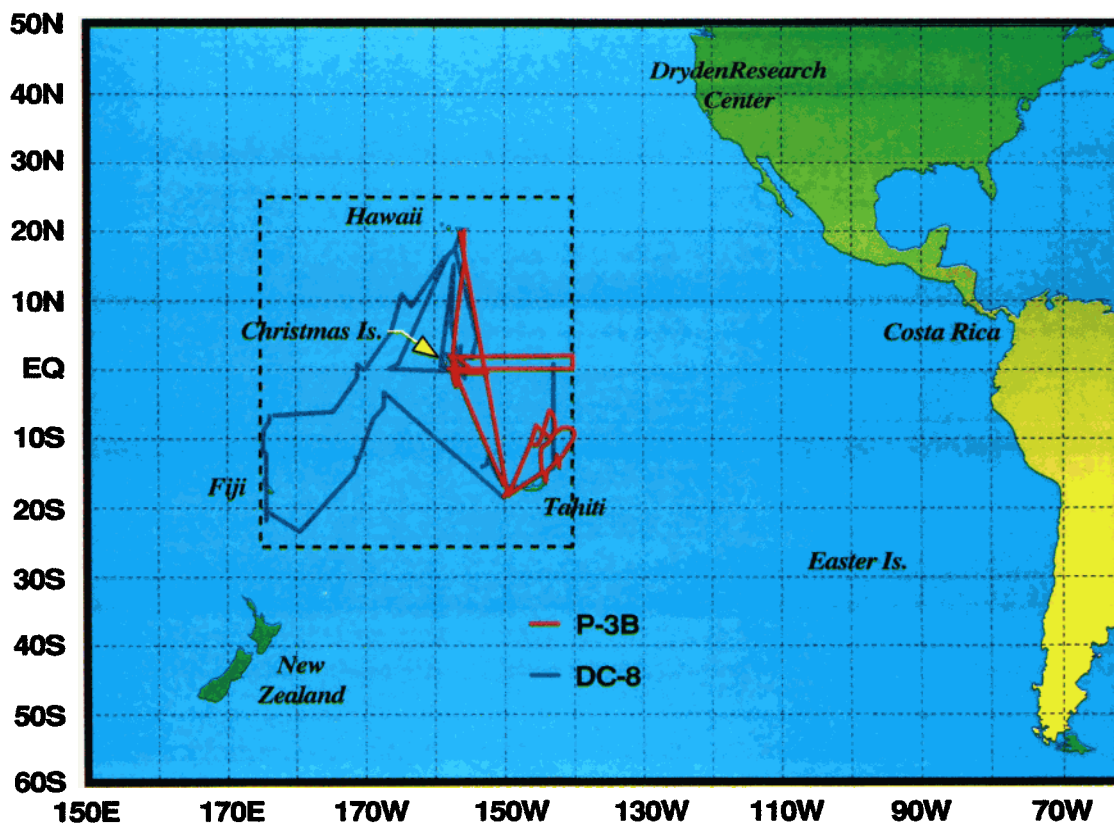 50N
40N
30N
20N
10N
EQ
10S
20S
30S
40S
50S
60S
DrydenResearch
Center
Hawaii
Christmas Is.
Costa Rica
Fiji
Tahiti
Easter Is.
P-3B
DC-8
New
Zealand
150E
170E
170W
150W
130W
110W
90W
70W